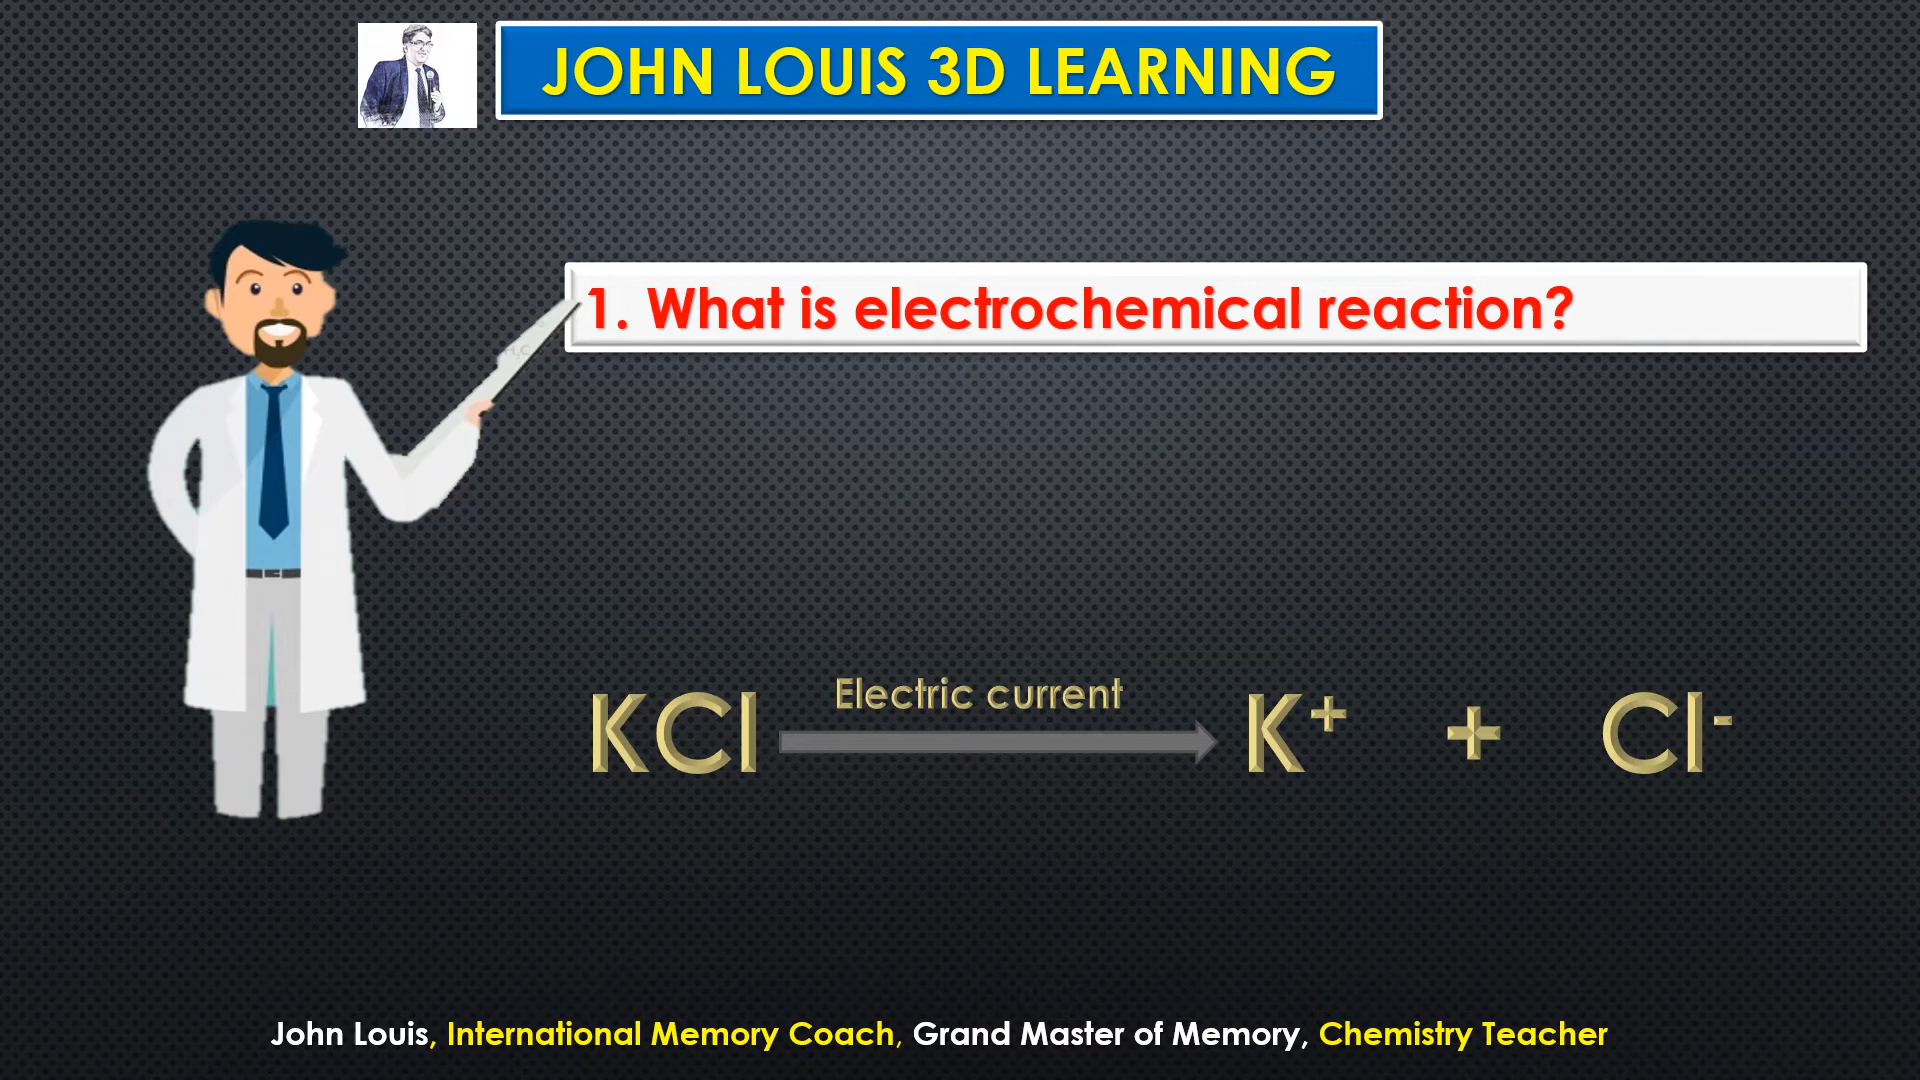 JOHN LOUIS 3D LEARNING
1. What is electrochemical reaction?
H₃C
Electric current
KCl K⁺ + Cl⁻
John Louis, International Memory Coach, Grand Master of Memory, Chemistry Teacher